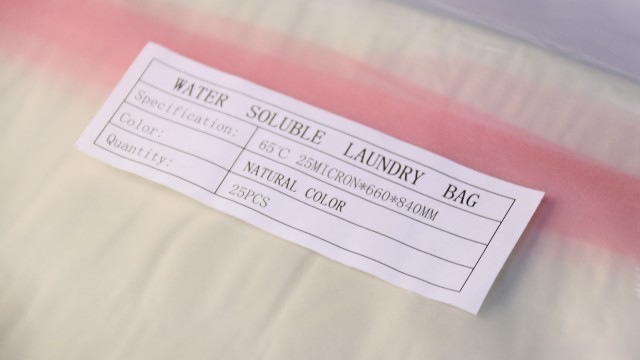 WATER SOLUBLE LAUNDRY BAG
Specification: 65℃ 25MICRON*660*840MM
Color: NATURAL COLOR
Quantity: 25PCS